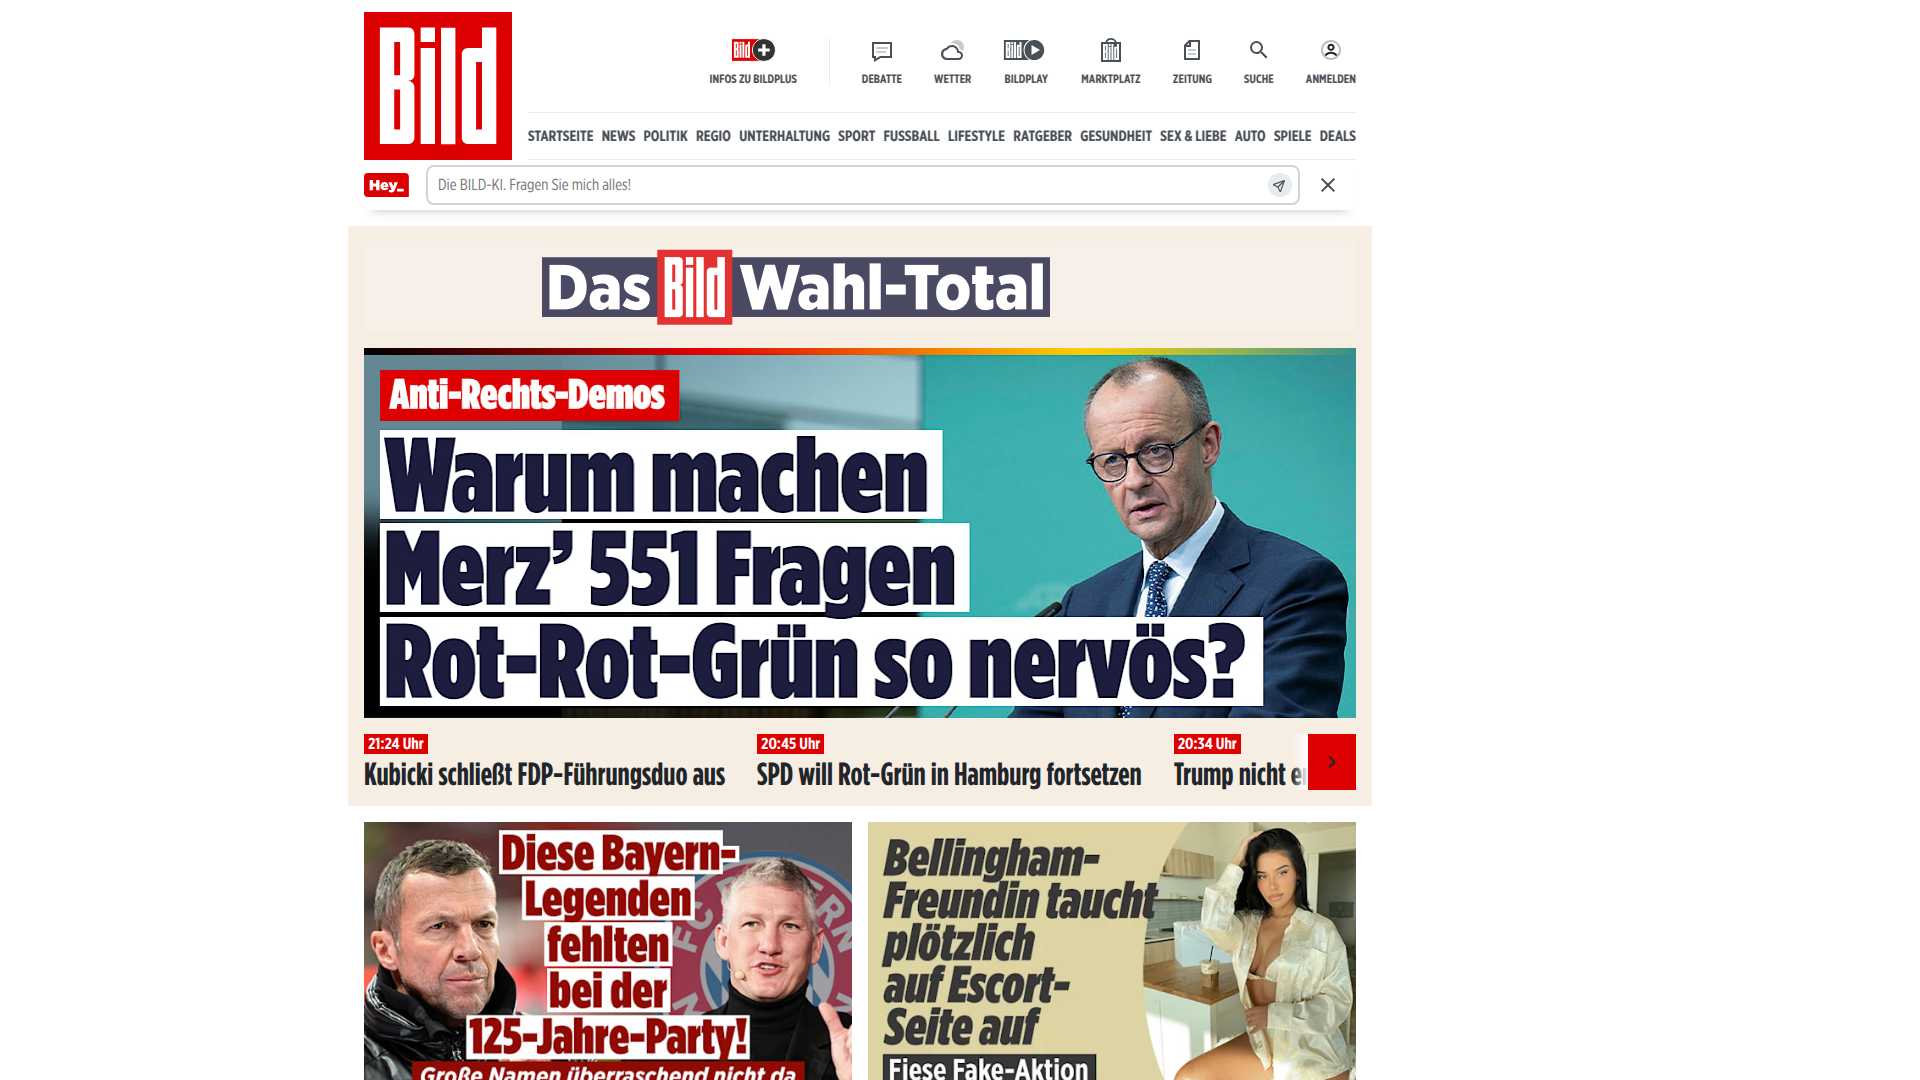 Bild
Bild
INFOS ZU BILDPLUS
DEBATTE
WETTER
Bild
BILDPLAY
Bild
MARKTPLATZ
ZEITUNG
SUCHE
ANMELDEN
STARTSEITE NEWS POLITIK REGIO UNTERHALTUNG SPORT FUSSBALL LIFESTYLE RATGEBER GESUNDHEIT SEX & LIEBE AUTO SPIELE DEALS
Hey_
Die BILD-KI. Fragen Sie mich alles!
Das Bild Wahl-Total
Anti-Rechts-Demos
Warum machen
Merz’ 551 Fragen
Rot-Rot-Grün so nervös?
21:24 Uhr
Kubicki schließt FDP-Führungsduo aus
20:45 Uhr
SPD will Rot-Grün in Hamburg fortsetzen
20:34 Uhr
Trump nicht
Diese Bayern-
Legenden
fehlten
bei der
125-Jahre-Party!
Große Namen überraschend nicht da
Bellingham-
Freundin taucht
plötzlich
auf Escort-
Seite auf
Fiese Fake-Aktion